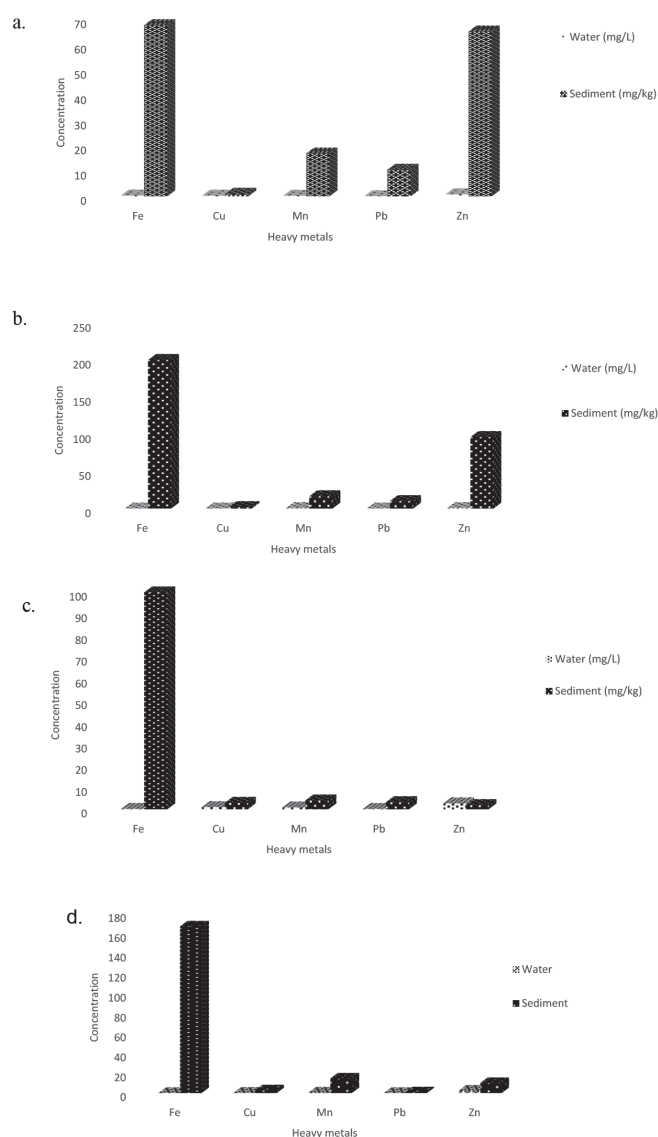 a.
70
60
50
40
30
20
10
0
Concentration
Fe Cu Mn Pb Zn
Heavy metals
Water (mg/L)
Sediment (mg/kg)
b.
250
200
150
100
50
0
Concentration
Fe Cu Mn Pb Zn
Heavy metals
Water (mg/L)
Sediment (mg/kg)
c.
100
90
80
70
60
50
40
30
20
10
0
Concentration
Fe Cu Mn Pb Zn
Heavy metals
Water (mg/L)
Sediment (mg/kg)
d.
180
160
140
120
100
80
60
40
20
0
Concentration
Fe Cu Mn Pb Zn
Heavy metals
Water
Sediment